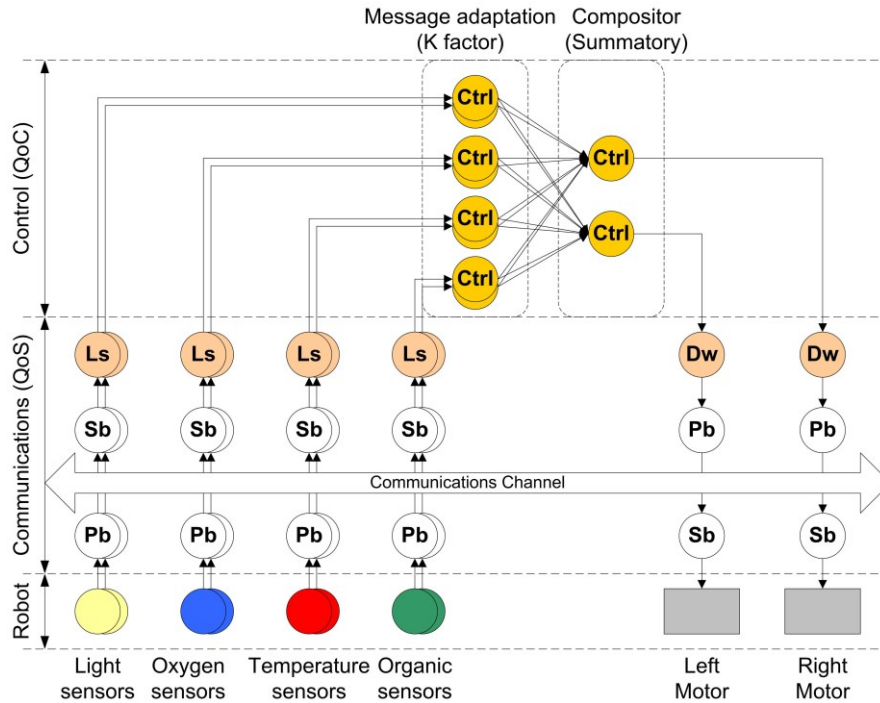 Message adaptation
(K factor)
Compositor
(Summatory)
Control (QoC)
Ctrl
Ctrl
Ctrl
Ctrl
Ctrl
Ctrl
Communications (QoS)
Ls Ls Ls Ls Dw Dw
Sb Sb Sb Sb Pb Pb
Communications Channel
Pb Pb Pb Pb Sb Sb
Robot
Light
sensors
Oxygen
sensors
Temperature
sensors
Organic
sensors
Left
Motor
Right
Motor